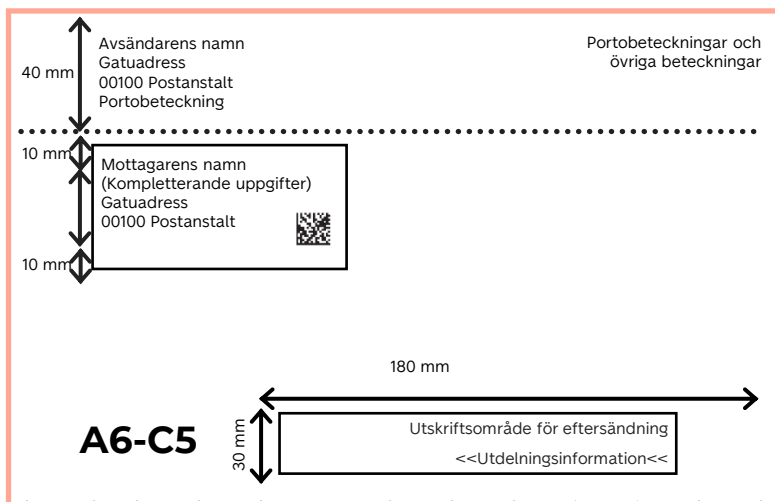 Avsändarens namn
Gatuadress
00100 Postanstalt
Portobeteckning
Portobeteckningar och
övriga beteckningar
40 mm
10 mm
Mottagarens namn
(Kompletterande uppgifter)
Gatuadress
00100 Postanstalt
10 mm
180 mm
A6-C5
30 mm
Utskriftsområde för eftersändning
<<Utdelningsinformation<<